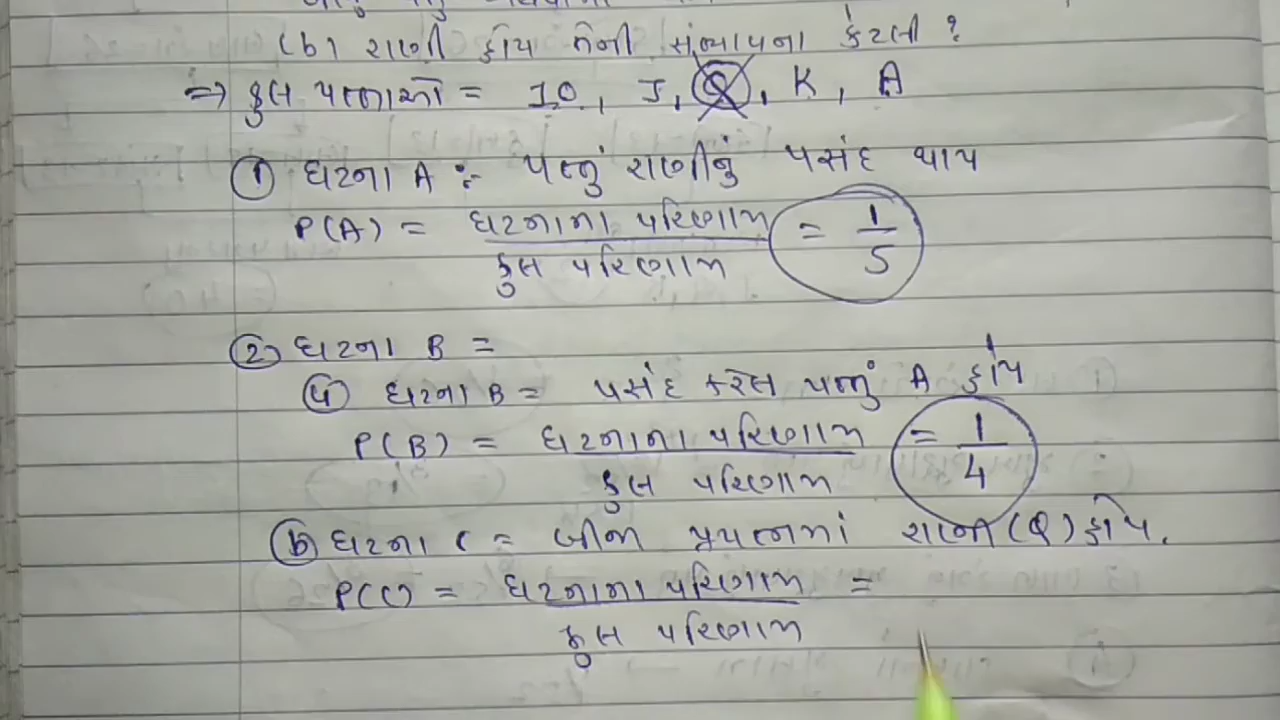 (b) રાણી હોય તેની સંભાવના કેટલી ?
⇒ કુલ પત્તાઓ = 10, J, Q, K, A
(1) ઘટના A :- પત્તું રાણીનું પસંદ થાય
P(A) = ઘટનાના પરિણામ / કુલ પરિણામ = 1/5
(2) ઘટના B =
(a) ઘટના B = પસંદ કરેલ પત્તું A હોય
P(B) = ઘટનાના પરિણામ / કુલ પરિણામ = 1/4
(b) ઘટના C = બીજા પ્રયત્નમાં રાણી (Q) હોય.
P(C) = ઘટનાના પરિણામ / કુલ પરિણામ =